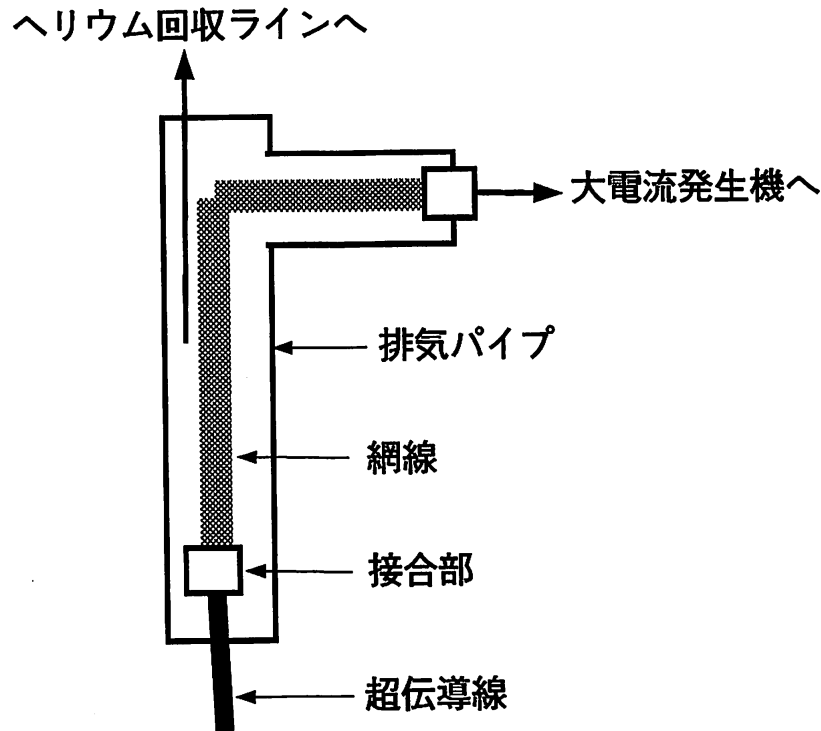 ヘリウム回収ラインへ
大電流発生機へ
排気パイプ
網線
接合部
超伝導線